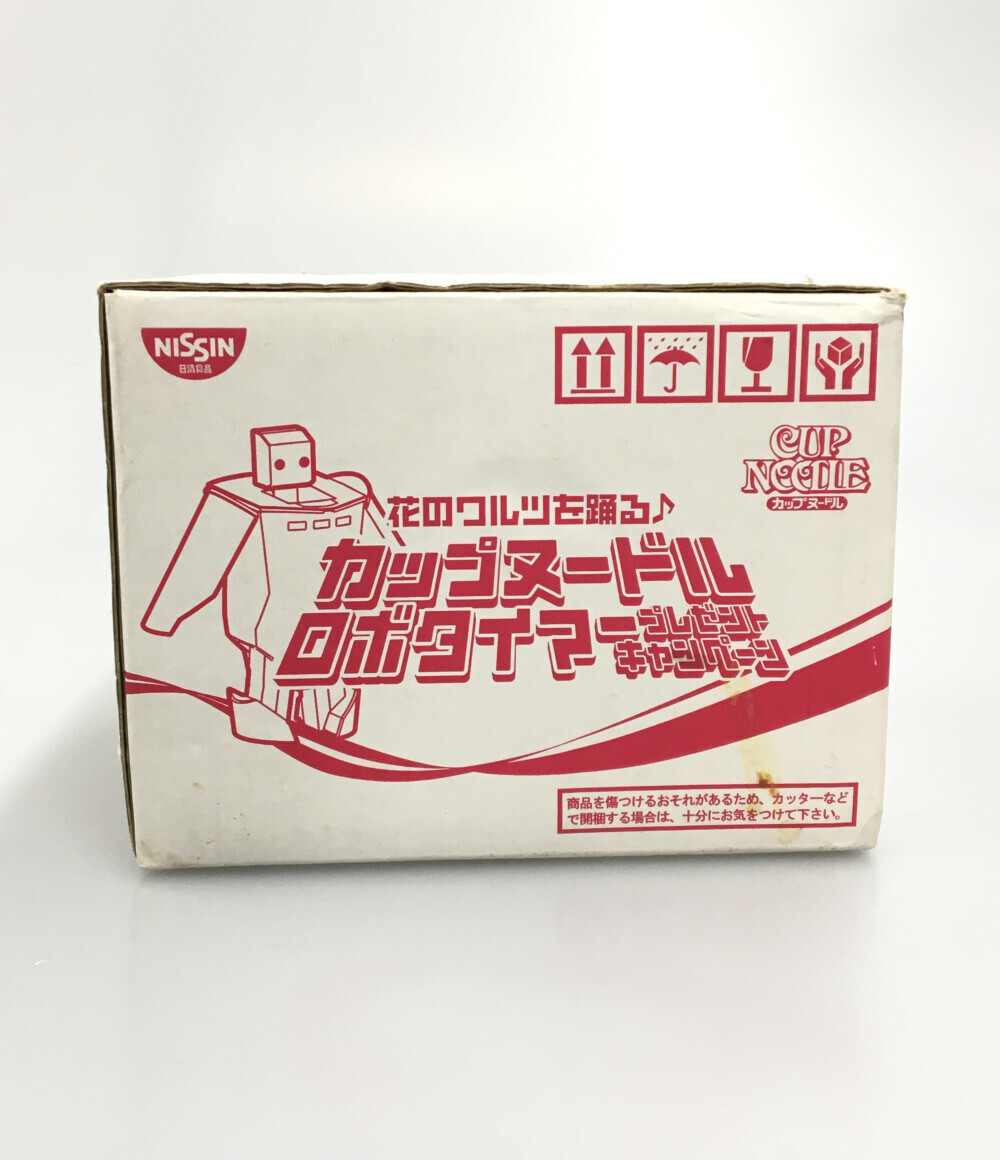 NISSIN
日清食品
CUP
NOODLE
カップヌードル
花のワルツを踊る♪
カップヌードル
ロボタイマープレゼント
キャンペーン
商品を傷つけるおそれがあるため、カッターなど
で開梱する場合は、十分にお気をつけて下さい。